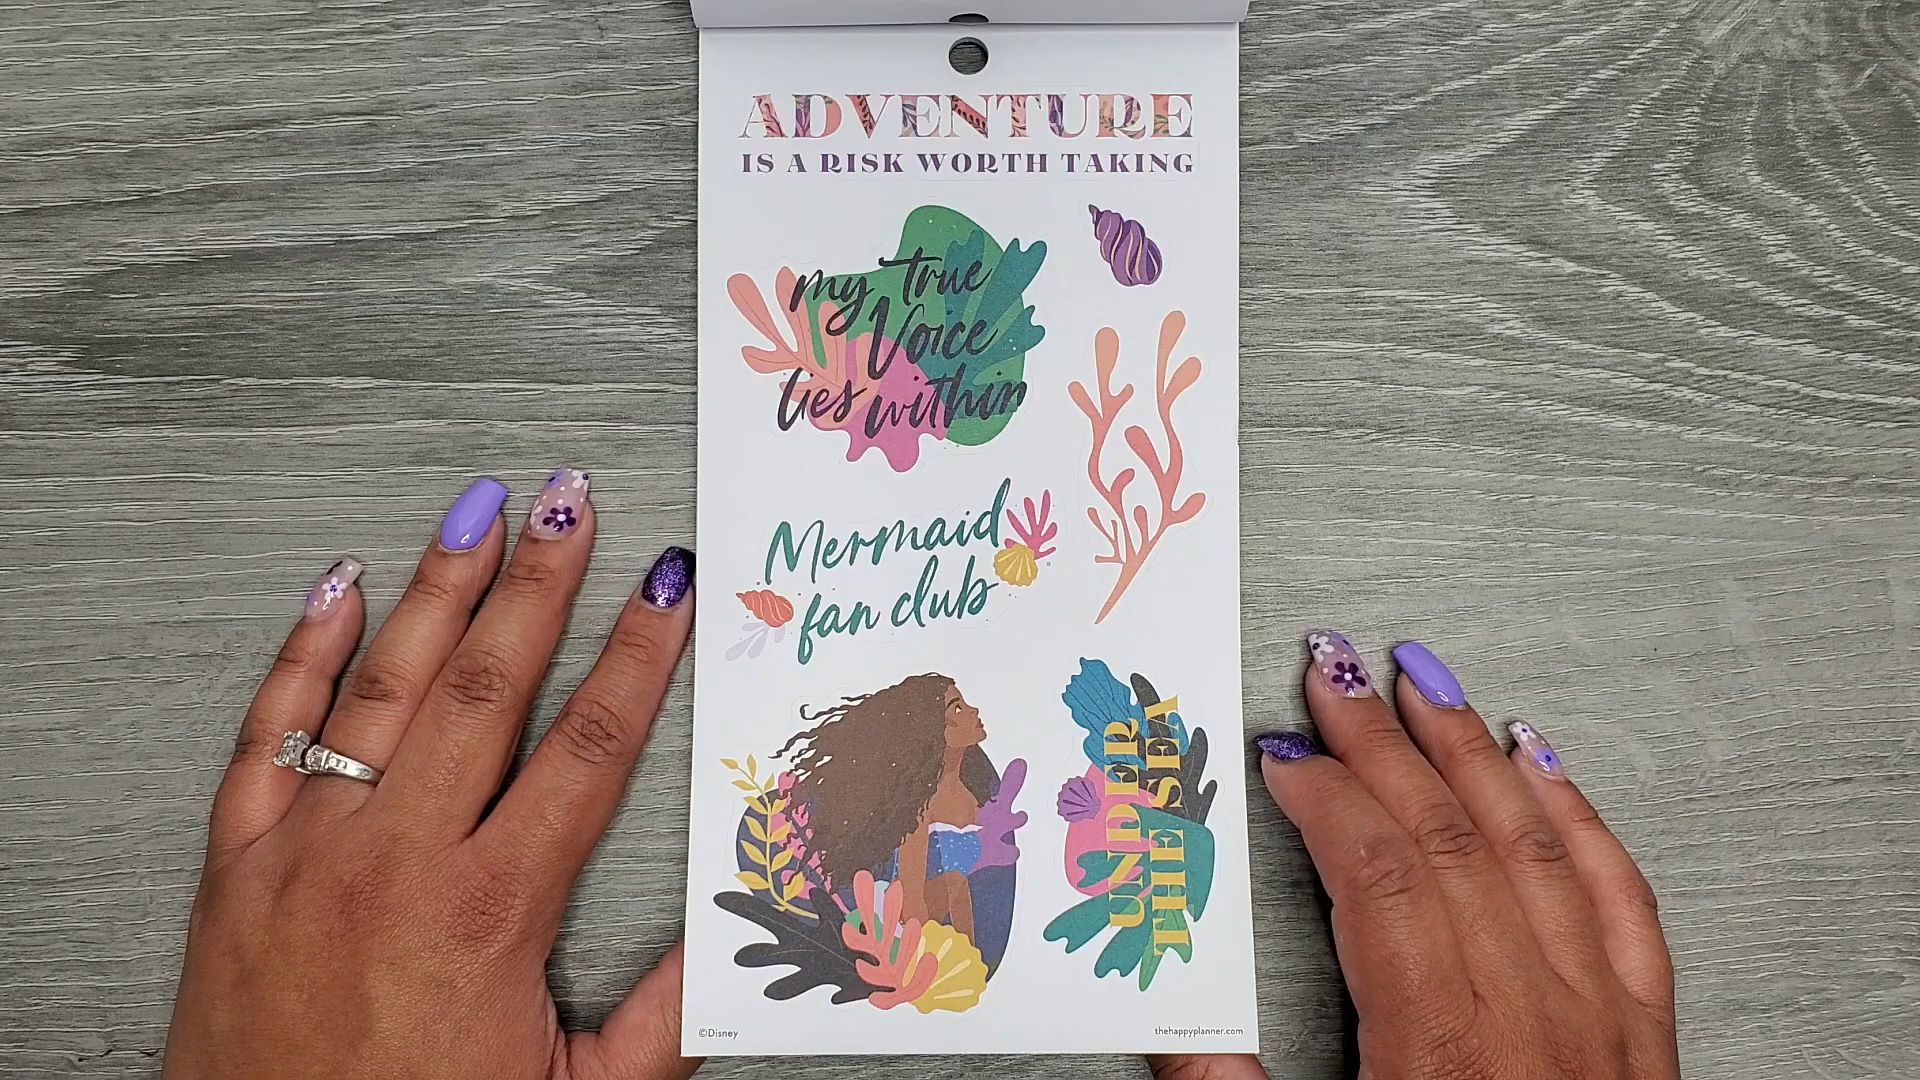 ADVENTURE
IS A RISK WORTH TAKING
my true
Voice
lies within
Mermaid
fan club
UNDER
THE SEA
©Disney
thehappyplanner.com